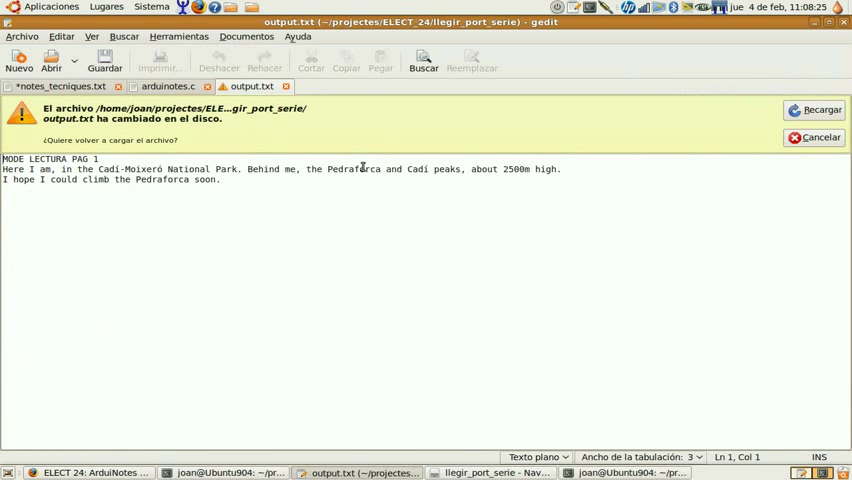 Aplicaciones Lugares Sistema jue 4 de feb, 11:08:25
output.txt (~/projectes/ELECT_24/llegir_port_serie) - gedit
Archivo Editar Ver Buscar Herramientas Documentos Ayuda
Nuevo Abrir Guardar Imprimir... Deshacer Rehacer Cortar Copiar Pegar Buscar Reemplazar
*notes_tecniques.txt arduinotes.c output.txt
El archivo /home/joan/projectes/ELE...gir_port_serie/
output.txt ha cambiado en el disco.
¿Quiere volver a cargar el archivo?
Recargar
Cancelar
MODE LECTURA PAG 1
Here I am, in the Cadí-Moixeró National Park. Behind me, the Pedraforca and Cadí peaks, about 2500m high.
I hope I could climb the Pedraforca soon.
Texto plano Ancho de la tabulación: 3 Ln 1, Col 1 INS
ELECT 24: ArduiNotes ... joan@Ubuntu904: ~/pr... output.txt (~/projectes... llegir_port_serie - Nav... joan@Ubuntu904: ~/pr...